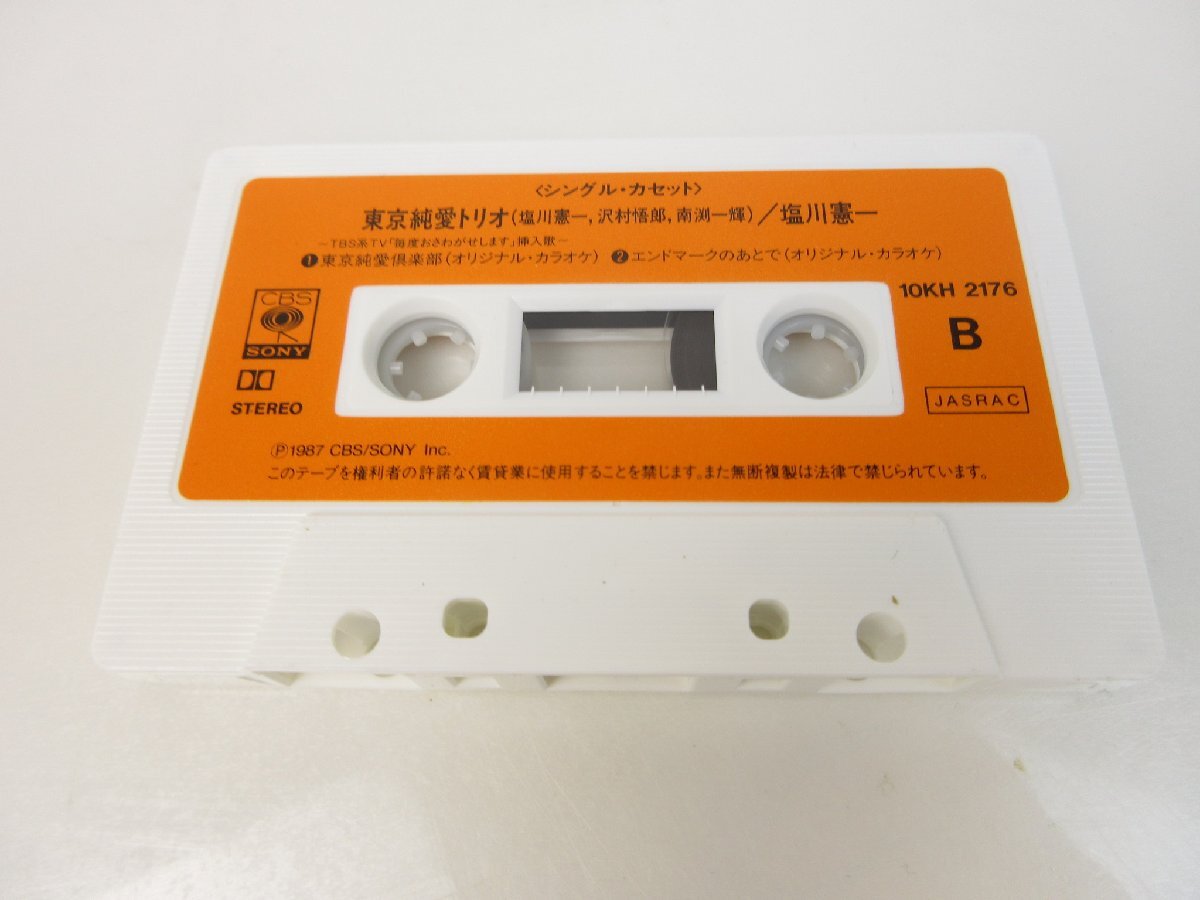 〈シングル・カセット〉
東京純愛トリオ(塩川憲一,沢村悟郎,南渕一輝)／塩川憲一
～TBS系TV「毎度おさわがせします」挿入歌～
❶東京純愛倶楽部(オリジナル・カラオケ) ❷エンドマークのあとで(オリジナル・カラオケ)
10KH 2176
B
CBS
SONY
STEREO
JASRAC
Ⓟ1987 CBS/SONY Inc.
このテープを権利者の許諾なく賃貸業に使用することを禁じます。また無断複製は法律で禁じられています。